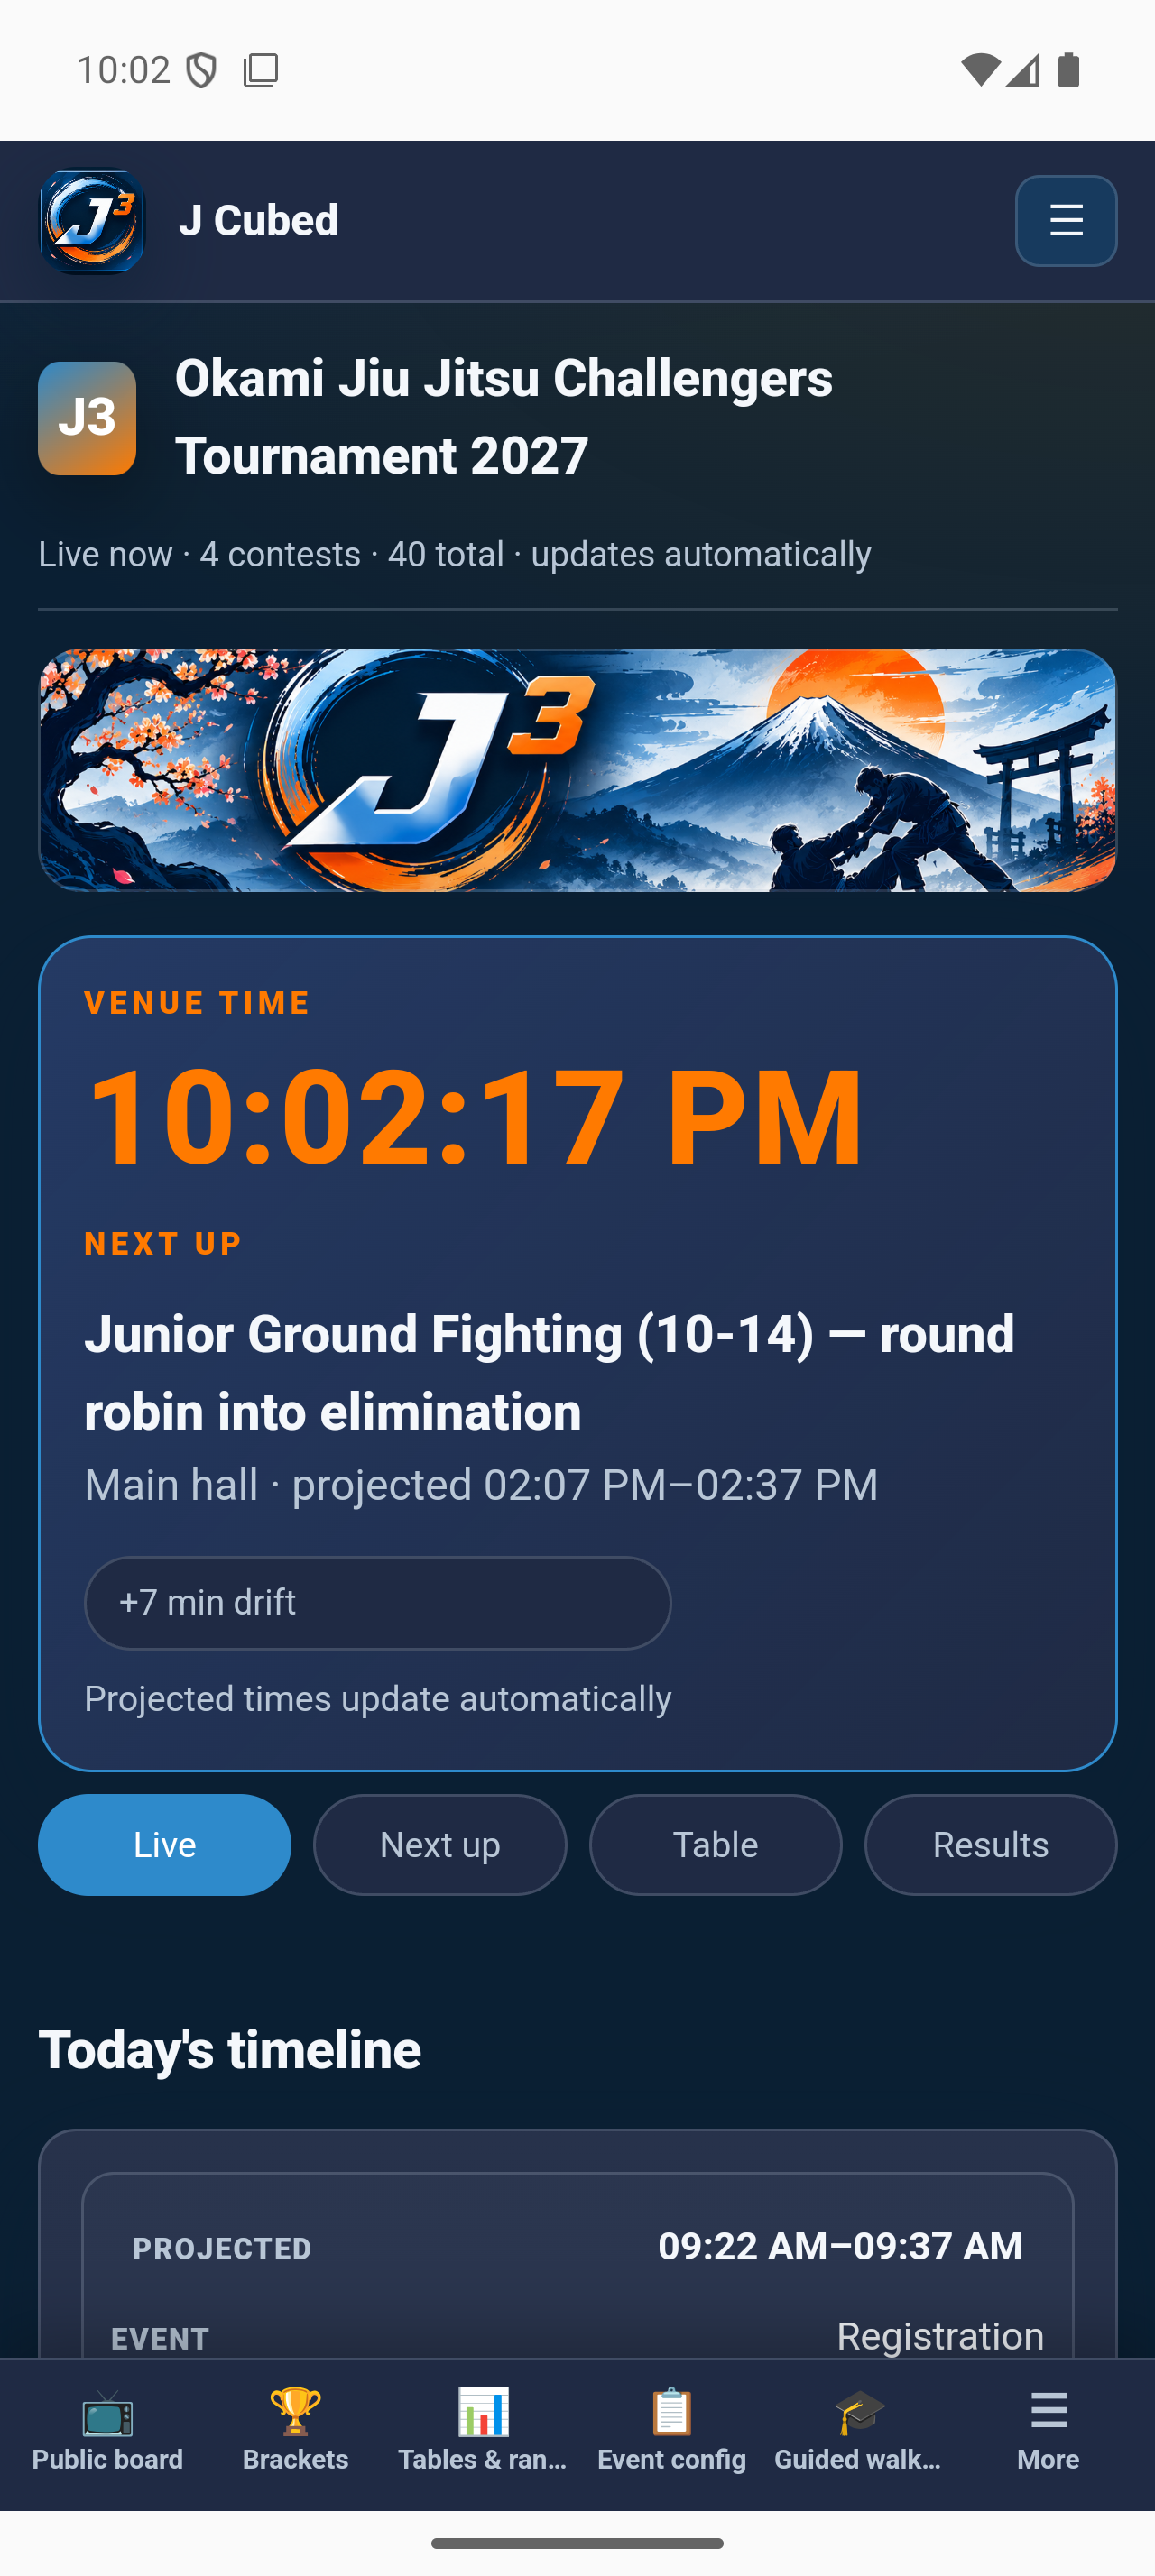 10:02
J3
J Cubed
☰
J3
Okami Jiu Jitsu Challengers
Tournament 2027
Live now · 4 contests · 40 total · updates automatically
J3
VENUE TIME
10:02:17 PM
NEXT UP
Junior Ground Fighting (10-14) — round
robin into elimination
Main hall · projected 02:07 PM–02:37 PM
+7 min drift
Projected times update automatically
Live Next up Table Results
Today's timeline
PROJECTED 09:22 AM–09:37 AM
EVENT Registration
Public board Brackets Tables & ran… Event config Guided walk… More